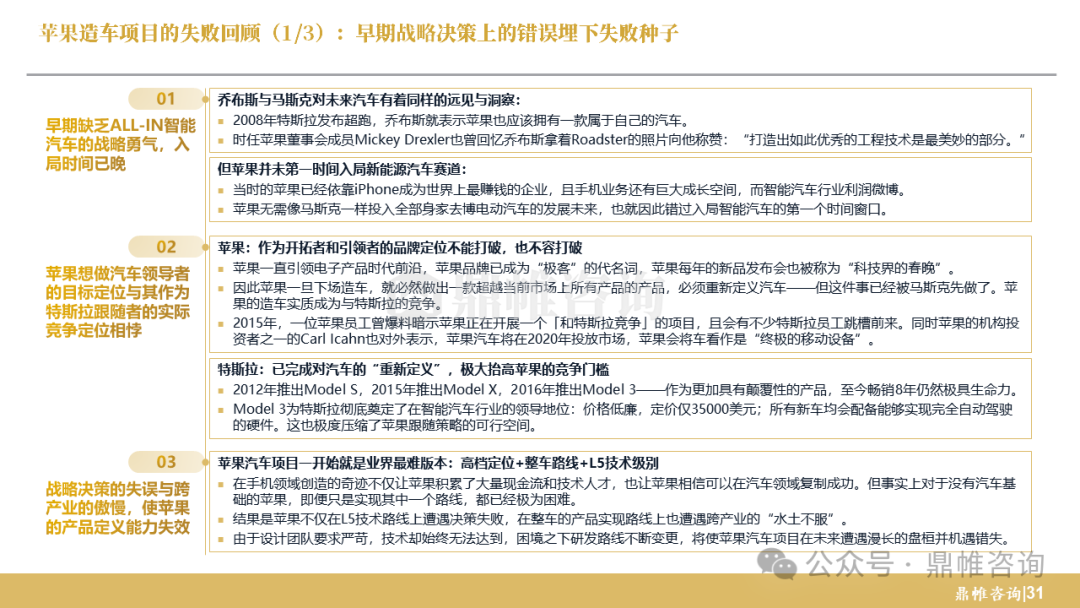 苹果造车项目的失败回顾（1/3）：早期战略决策上的错误埋下失败种子
01
早期缺乏ALL-IN智能
汽车的战略勇气，入
局时间已晚
乔布斯与马斯克对未来汽车有着同样的远见与洞察：
2008年特斯拉发布超跑，乔布斯就表示苹果也应该拥有一款属于自己的汽车。
时任苹果董事会成员Mickey Drexler也曾回忆乔布斯拿着Roadster的照片向他称赞：“打造出如此优秀的工程技术是最美妙的部分。”
但苹果并未第一时间入局新能源汽车赛道：
当时的苹果已经依靠iPhone成为世界上最赚钱的企业，且手机业务还有巨大成长空间，而智能汽车行业利润微博。
苹果无需像马斯克一样投入全部身家去博电动汽车的发展未来，也就因此错过入局智能汽车的第一个时间窗口。
02
苹果想做汽车领导者
的目标定位与其作为
特斯拉跟随者的实际
竞争定位相悖
苹果：作为开拓者和引领者的品牌定位不能打破，也不容打破
苹果一直引领电子产品时代前沿，苹果品牌已成为“极客”的代名词，苹果每年的新品发布会也被称为“科技界的春晚”。
因此苹果一旦下场造车，就必然做出一款超越当前市场上所有产品的产品，必须重新定义汽车——但这件事已经被马斯克先做了。苹
果的造车实质成为与特斯拉的竞争。
2015年，一位苹果员工曾爆料暗示苹果正在开展一个「和特斯拉竞争」的项目，且会有不少特斯拉员工跳槽前来。同时苹果的机构投
资者之一的Carl Icahn也对外表示，苹果汽车将在2020年投放市场，苹果会将车看作是“终极的移动设备”。
特斯拉：已完成对汽车的“重新定义”，极大抬高苹果的竞争门槛
2012年推出Model S，2015年推出Model X，2016年推出Model 3——作为更加具有颠覆性的产品，至今畅销8年仍然极具生命力。
Model 3为特斯拉彻底奠定了在智能汽车行业的领导地位：价格低廉，定价仅35000美元；所有新车均会配备能够实现完全自动驾驶
的硬件。这也极度压缩了苹果跟随策略的可行空间。
03
战略决策的失误与跨
产业的傲慢，使苹果
的产品定义能力失效
苹果汽车项目一开始就是业界最难版本：高档定位+整车路线+L5技术级别
在手机领域创造的奇迹不仅让苹果积累了大量现金流和技术人才，也让苹果相信可以在汽车领域复制成功。但事实上对于没有汽车基
础的苹果，即便只是实现其中一个路线，都已经极为困难。
结果是苹果不仅在L5技术路线上遭遇决策失败，在整车的产品实现路线上也遭遇跨产业的“水土不服”。
由于设计团队要求严苛，技术却始终无法达到，困境之下研发路线不断变更，将使苹果汽车项目在未来遭遇漫长的盘桓并机遇错失。
鼎帷咨询
公众号·鼎帷咨询
鼎帷咨询|31